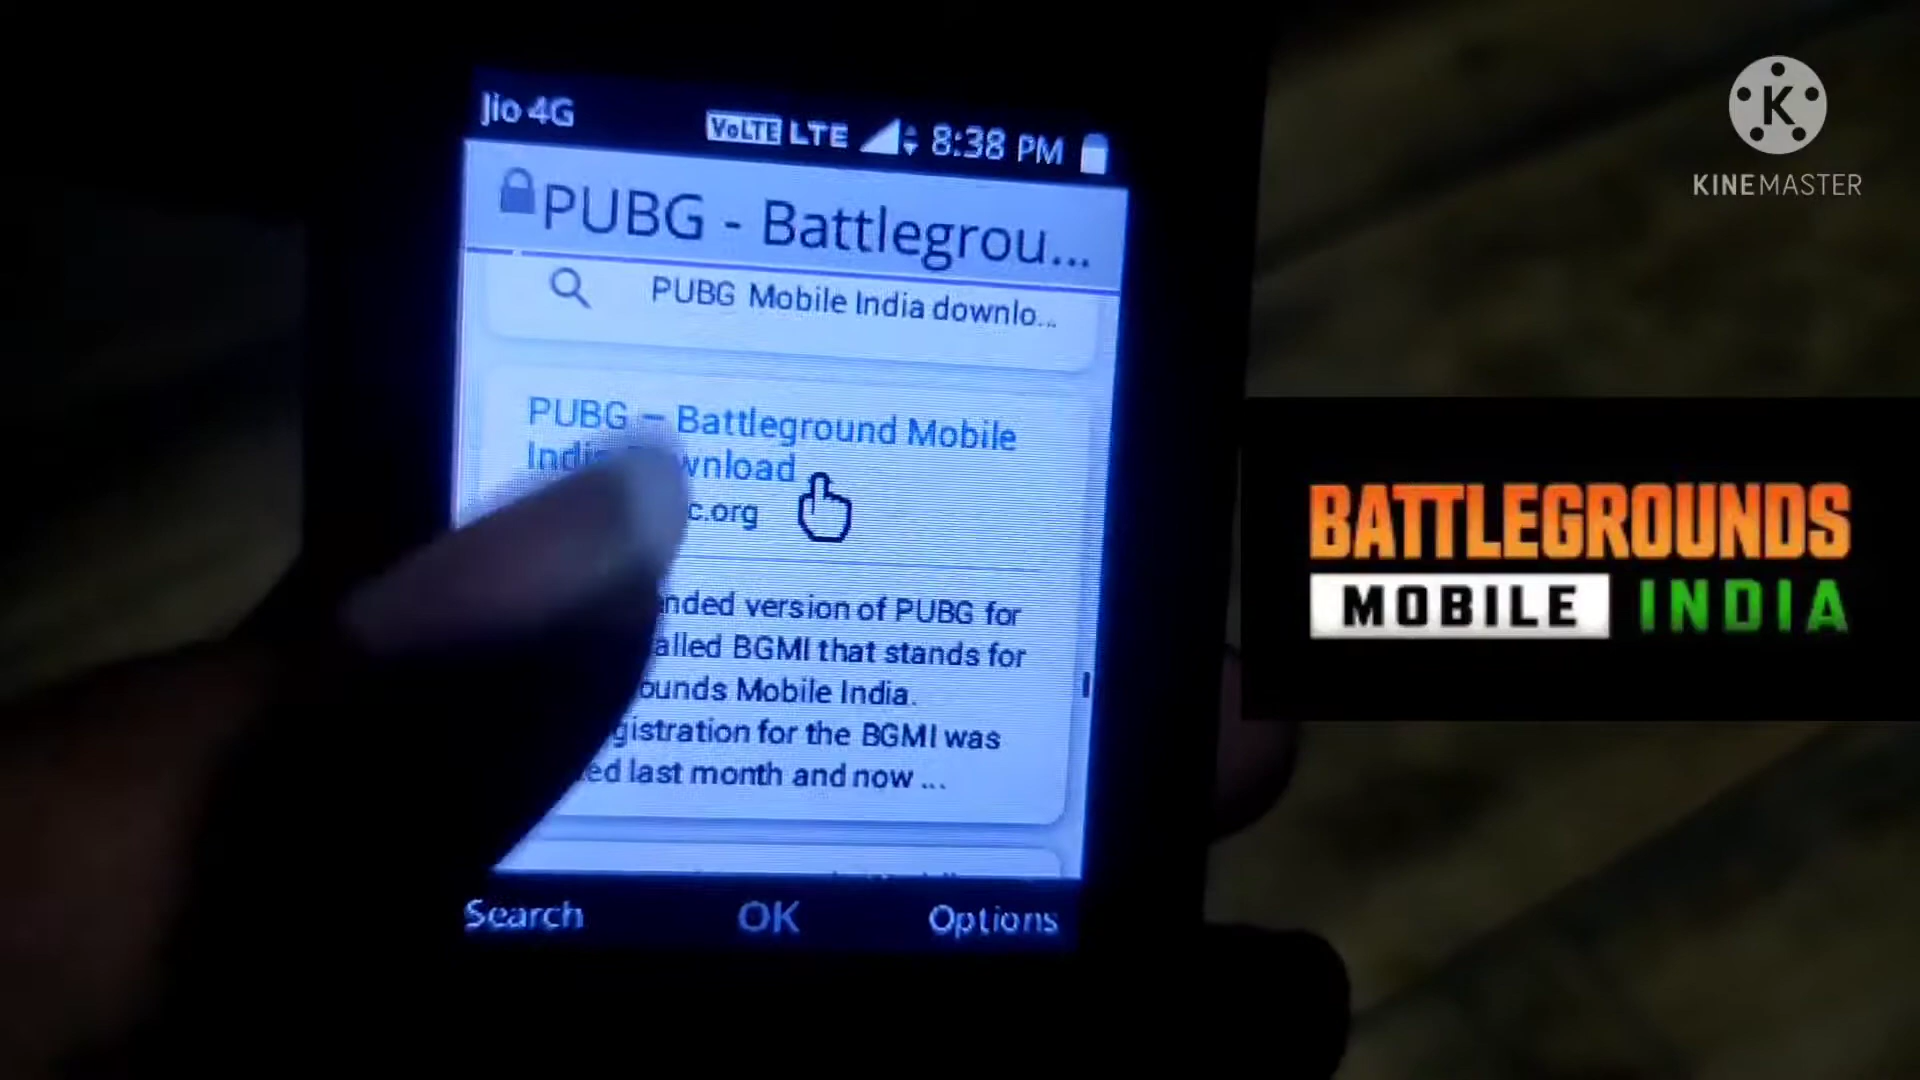 Jio 4G VoLTE LTE 8:38 PM
PUBG - Battlegrou...
PUBG Mobile India downlo...
PUBG – Battleground Mobile
wnload
c.org
nded version of PUBG for
alled BGMI that stands for
ounds Mobile India.
gistration for the BGMI was
ed last month and now ...
Search OK Options
K
KINEMASTER
BATTLEGROUNDS
MOBILE INDIA